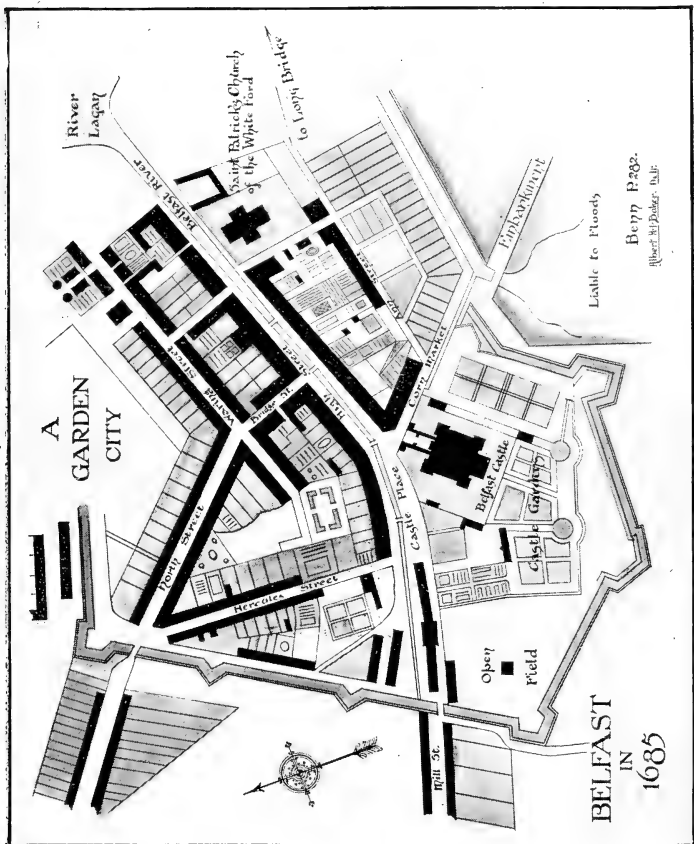 A
GARDEN
CITY
River
Lagan
Saint Patrick's Church
of the White Ford
to Long Bridge
Belfast River
Waring Street
Bridge St.
High Street
North Street
Hercules Street
Castle Place
Corn Market
Embarkment
Liable to Floods
Benn P. 282.
Belfast Castle
Castle Gardens
Open
Field
Mill St.
BELFAST
IN
1685